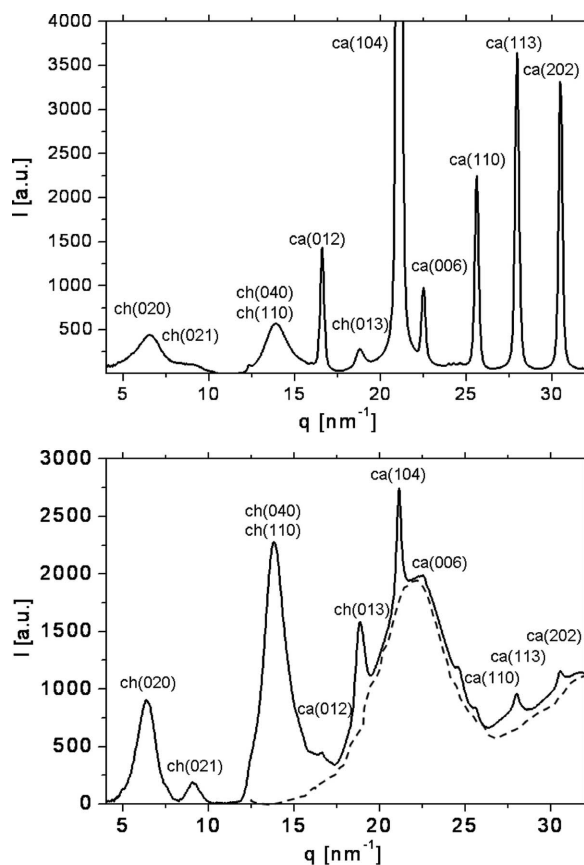 4000
3500
3000
2500
2000
1500
1000
500
I [a.u.]
ca(104)
ca(113)
ca(202)
ca(110)
ca(012)
ca(006)
ch(020)
ch(021)
ch(040)
ch(110)
ch(013)
5 10 15 20 25 30
q [nm⁻¹]
3000
2500
2000
1500
1000
500
0
I [a.u.]
ca(104)
ch(040)
ch(110)
ca(006)
ch(013)
ch(020)
ca(012)
ca(202)
ca(113)
ca(110)
ch(021)
5 10 15 20 25 30
q [nm⁻¹]